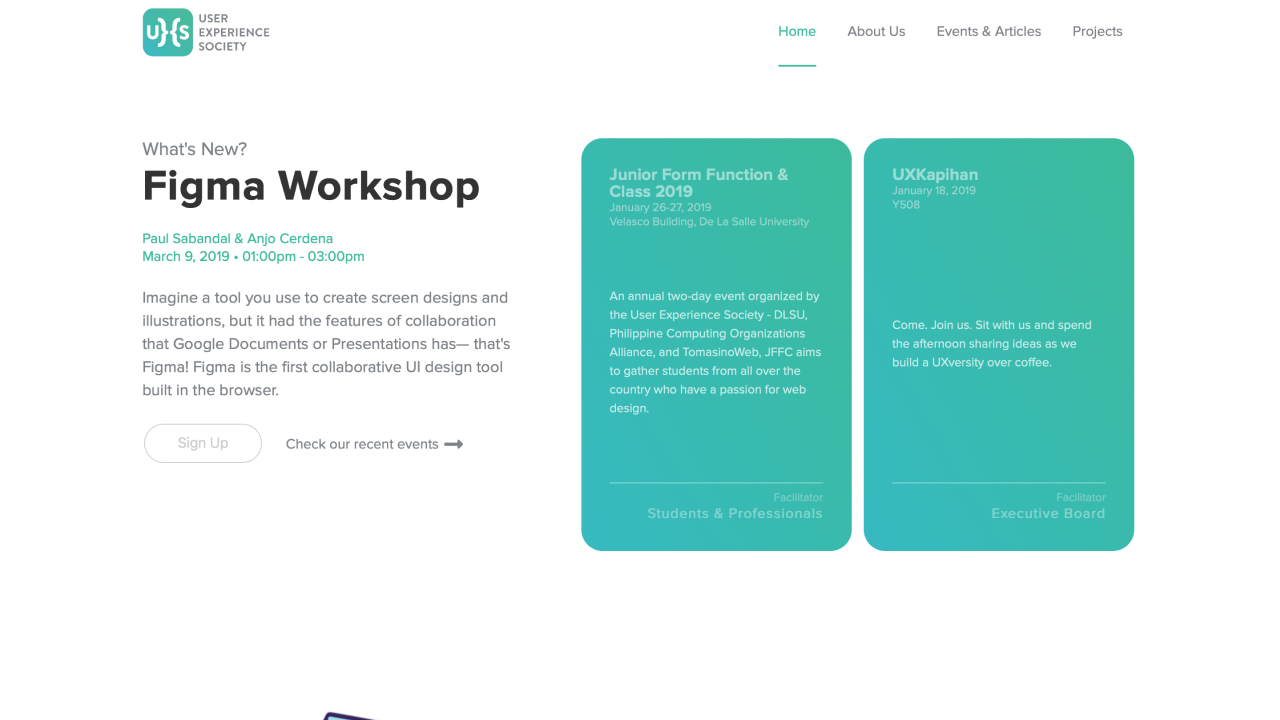 UXS
USER
EXPERIENCE
SOCIETY
Home
About Us
Events & Articles
Projects
What's New?
Figma Workshop
Paul Sabandal & Anjo Cerdena
March 9, 2019 • 01:00pm - 03:00pm
Imagine a tool you use to create screen designs and
illustrations, but it had the features of collaboration
that Google Documents or Presentations has— that's
Figma! Figma is the first collaborative UI design tool
built in the browser.
Sign Up
Check our recent events
Junior Form Function &
Class 2019
January 26-27, 2019
Velasco Building, De La Salle University
An annual two-day event organized by
the User Experience Society - DLSU,
Philippine Computing Organizations
Alliance, and TomasinoWeb, JFFC aims
to gather students from all over the
country who have a passion for web
design.
Facilitator
Students & Professionals
UXKapihan
January 18, 2019
Y508
Come. Join us. Sit with us and spend
the afternoon sharing ideas as we
build a UXversity over coffee.
Facilitator
Executive Board